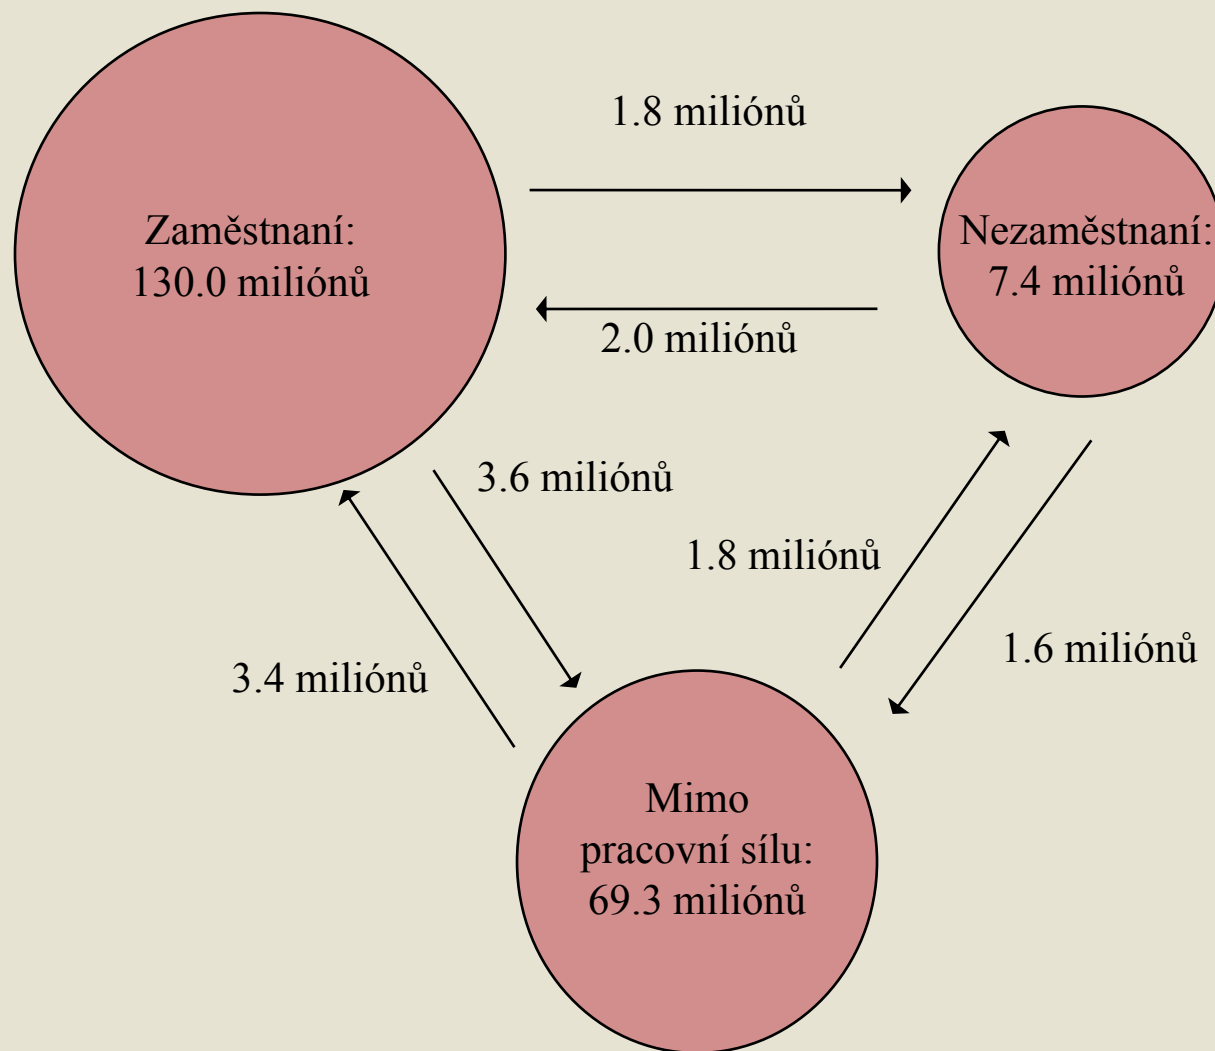 1.8 miliónů
Zaměstnaní:
130.0 miliónů
Nezaměstnaní:
7.4 miliónů
2.0 miliónů
3.6 miliónů
1.8 miliónů
3.4 miliónů
1.6 miliónů
Mimo
pracovní sílu:
69.3 miliónů